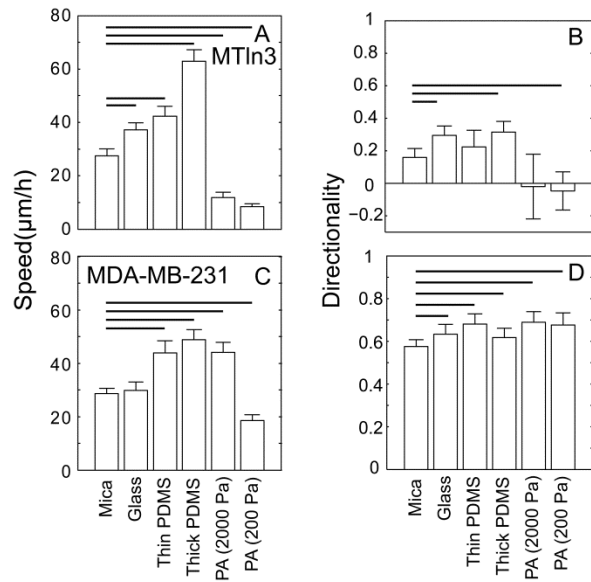 Speed(µm/h)
80
60
40
20
0
A
MTln3
Directionality
1
0.8
0.6
0.4
0.2
0
−0.2
B
80
60
40
20
0
MDA-MB-231
C
1
0.8
0.6
0.4
0.2
0
D
Mica
Glass
Thin PDMS
Thick PDMS
PA (2000 Pa)
PA (200 Pa)
Mica
Glass
Thin PDMS
Thick PDMS
PA (2000 Pa)
PA (200 Pa)